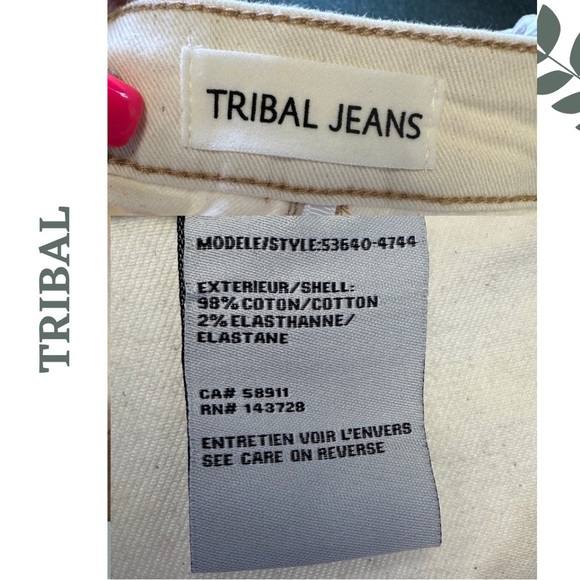 TRIBAL
TRIBAL JEANS
MODELE/STYLE:53640-4744
EXTERIEUR/SHELL:
98% COTON/COTTON
2% ELASTHANNE/
ELASTANE
CA# 58911
RN# 143728
ENTRETIEN VOIR L'ENVERS
SEE CARE ON REVERSE